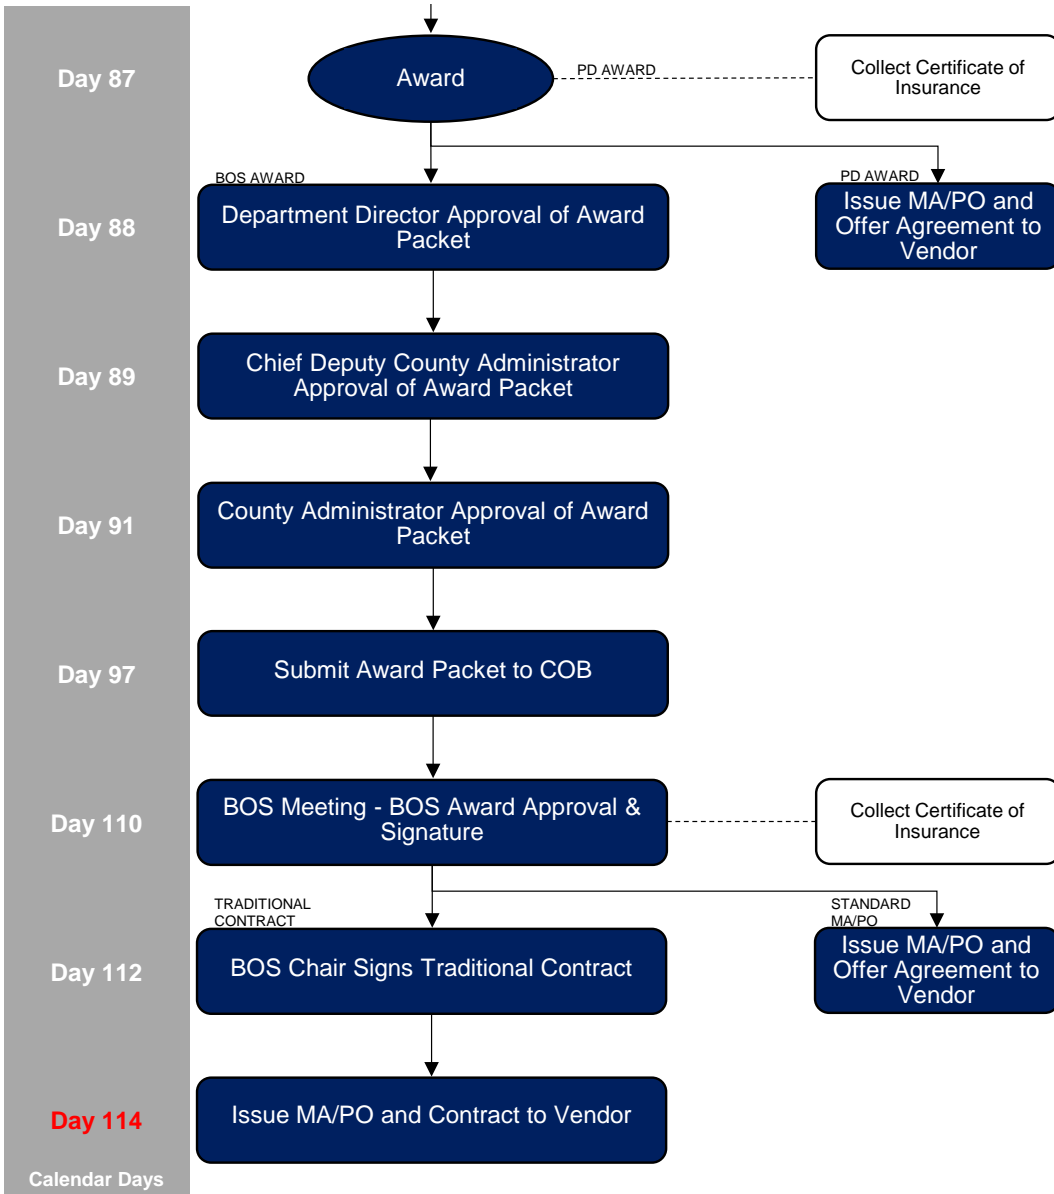 Day 87
Award
PD AWARD
Collect Certificate of
Insurance
BOS AWARD
PD AWARD
Day 88
Department Director Approval of Award
Packet
Issue MA/PO and
Offer Agreement to
Vendor
Day 89
Chief Deputy County Administrator
Approval of Award Packet
Day 91
County Administrator Approval of Award
Packet
Day 97
Submit Award Packet to COB
Day 110
BOS Meeting - BOS Award Approval &
Signature
Collect Certificate of
Insurance
TRADITIONAL
CONTRACT
STANDARD
MA/PO
Day 112
BOS Chair Signs Traditional Contract
Issue MA/PO and
Offer Agreement to
Vendor
Day 114
Issue MA/PO and Contract to Vendor
Calendar Days